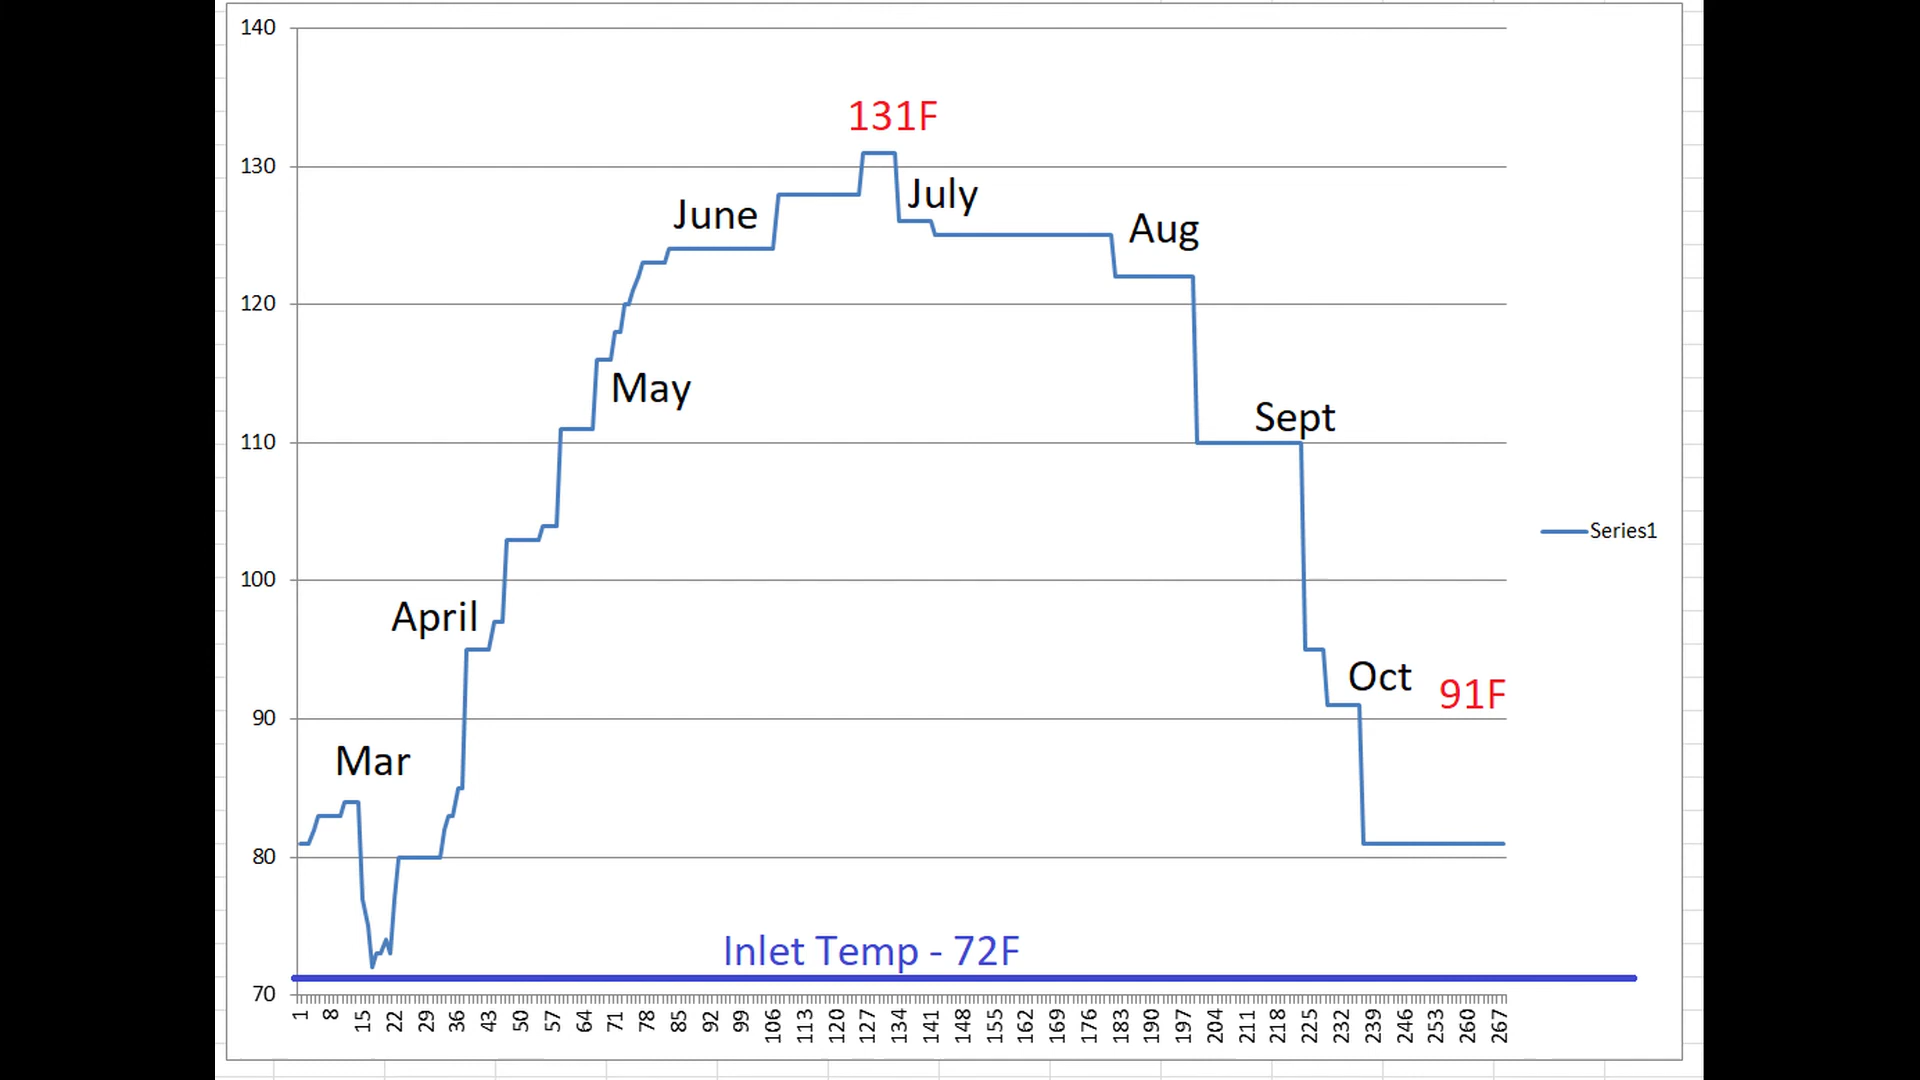 140
131F
130
July
June
Aug
120
May
Sept
110
Series1
100
April
Oct
91F
90
Mar
80
Inlet Temp - 72F
70
1 8 15 22 29 36 43 50 57 64 71 78 85 92 99 106 113 120 127 134 141 148 155 162 169 176 183 190 197 204 211 218 225 232 239 246 253 260 267